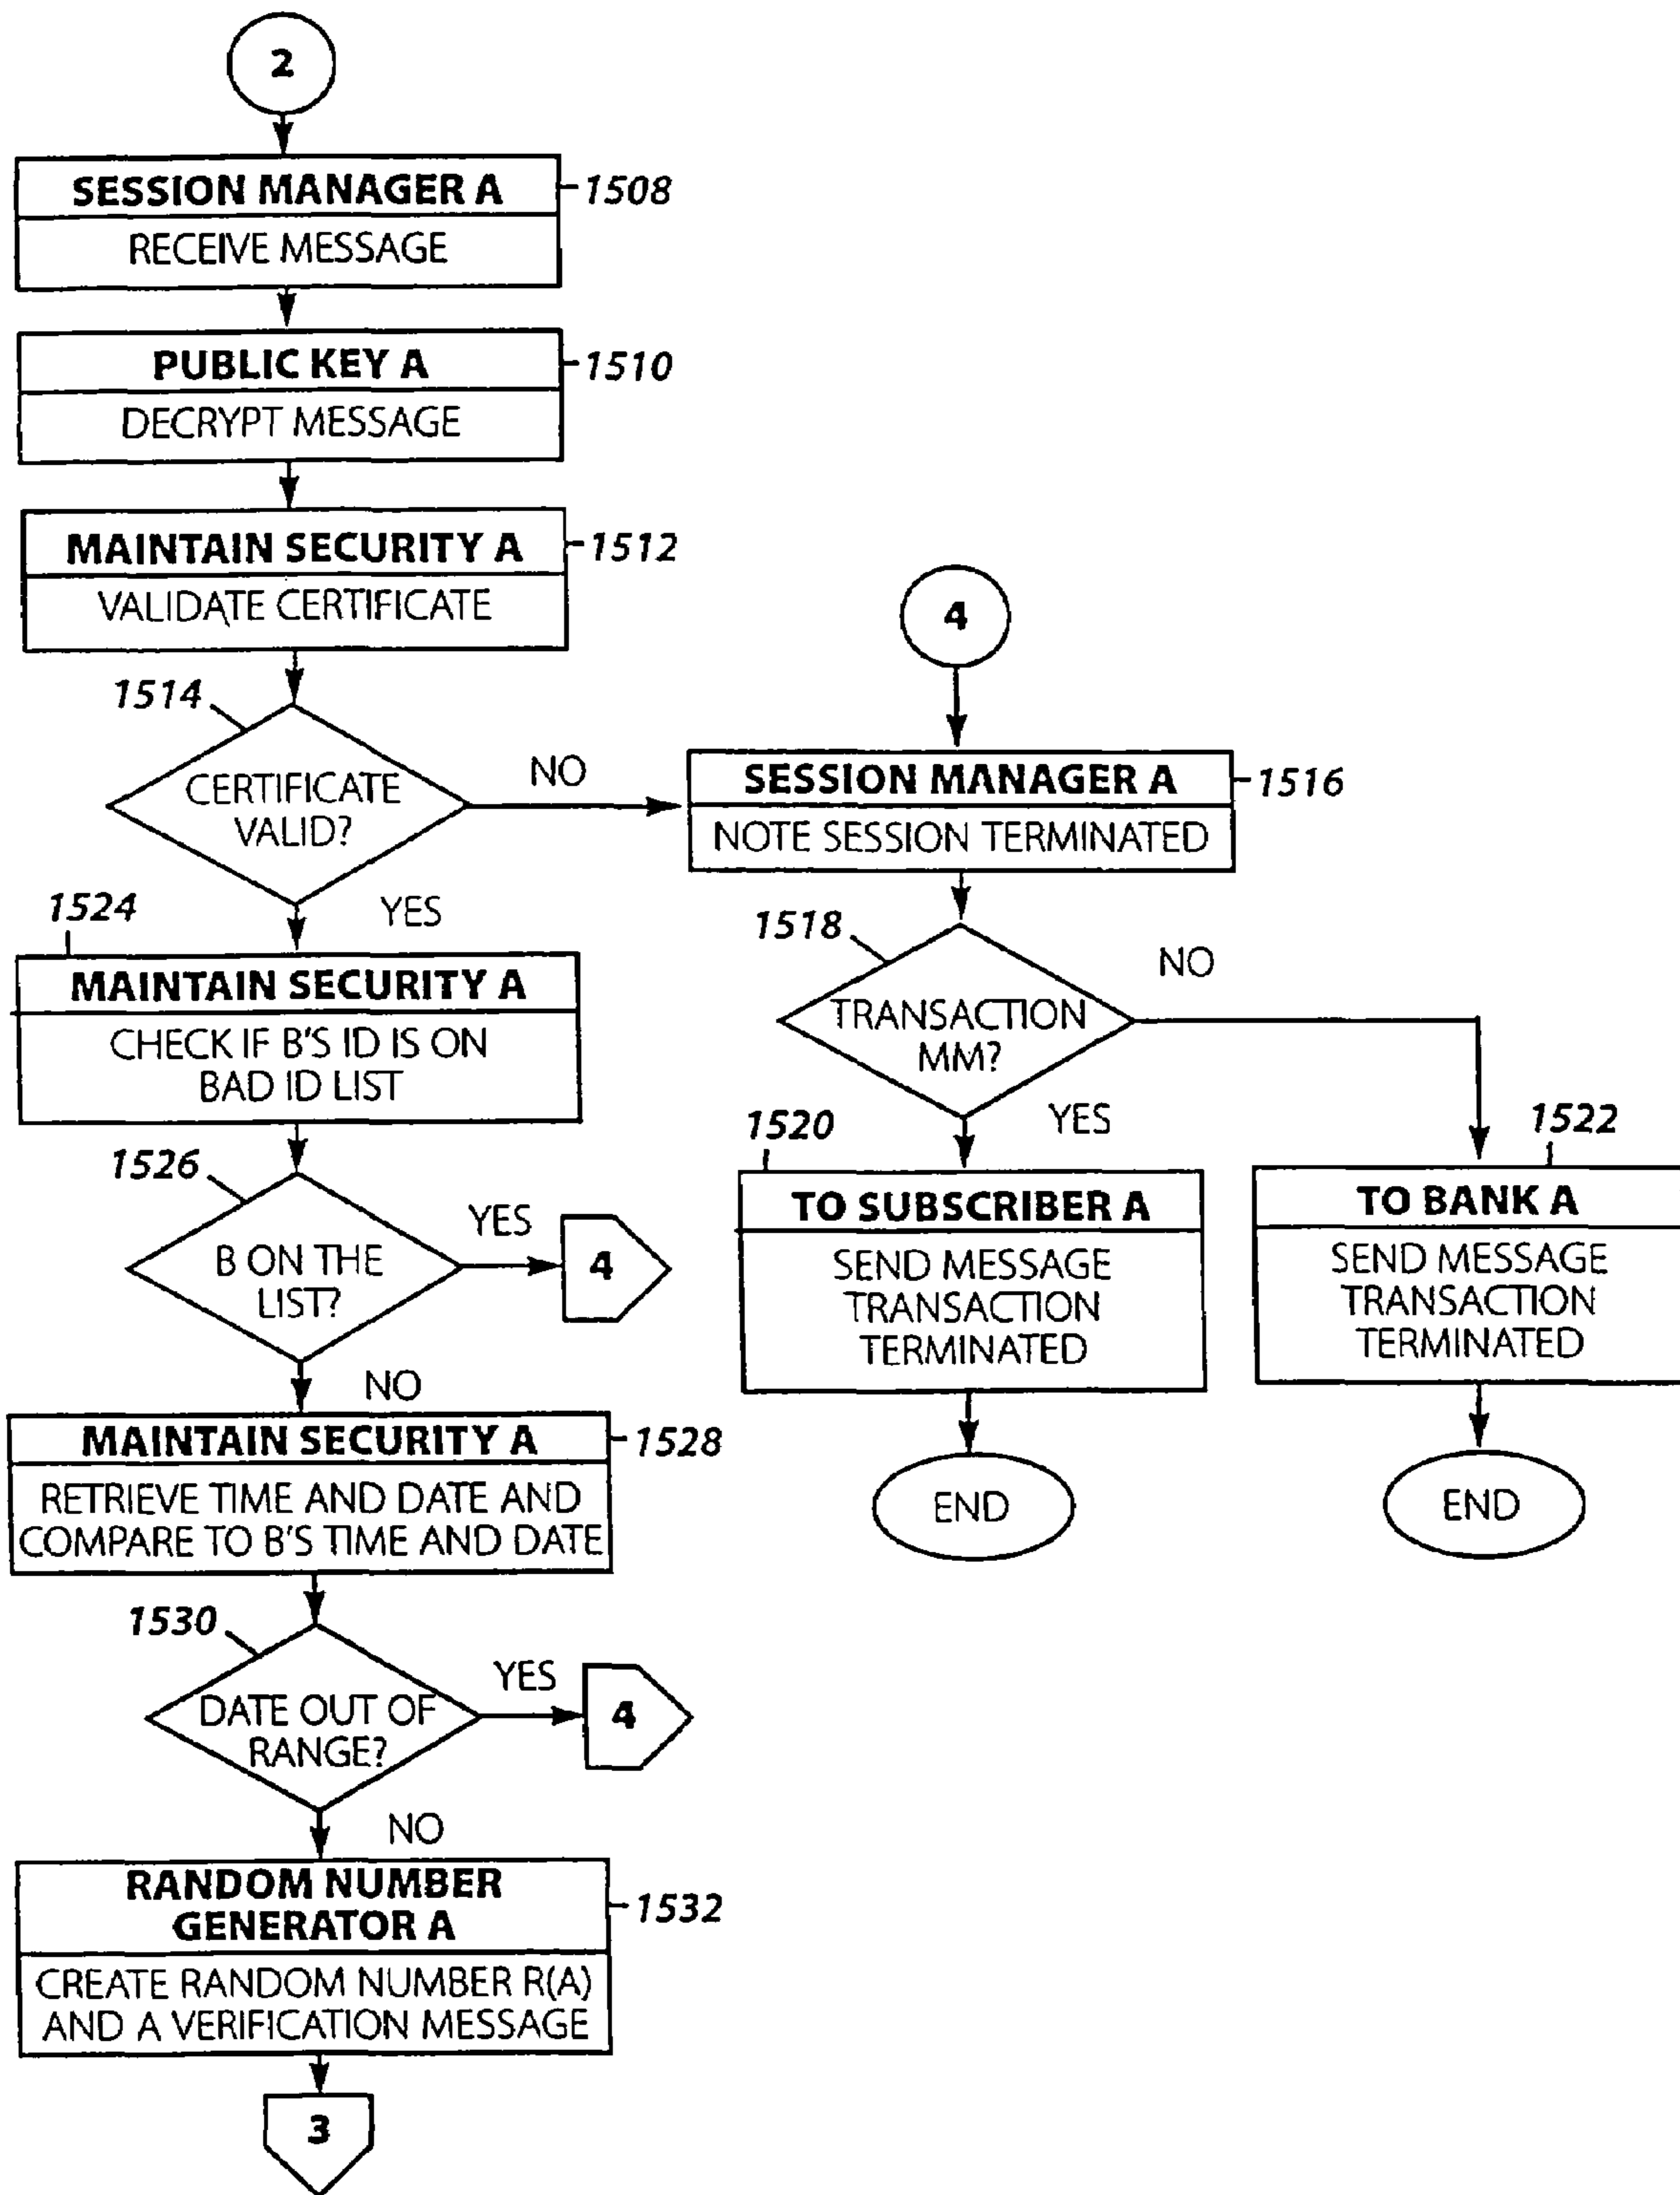 2
SESSION MANAGER A
1508
RECEIVE MESSAGE
PUBLIC KEY A
1510
DECRYPT MESSAGE
MAINTAIN SECURITY A
1512
VALIDATE CERTIFICATE
1514
CERTIFICATE
VALID?
NO
YES
4
SESSION MANAGER A
1516
NOTE SESSION TERMINATED
1518
TRANSACTION
MM?
NO
YES
1520
TO SUBSCRIBER A
SEND MESSAGE
TRANSACTION
TERMINATED
END
1522
TO BANK A
SEND MESSAGE
TRANSACTION
TERMINATED
END
1524
MAINTAIN SECURITY A
CHECK IF B'S ID IS ON
BAD ID LIST
1526
B ON THE
LIST?
YES
4
NO
MAINTAIN SECURITY A
1528
RETRIEVE TIME AND DATE AND
COMPARE TO B'S TIME AND DATE
1530
DATE OUT OF
RANGE?
YES
4
NO
RANDOM NUMBER
GENERATOR A
1532
CREATE RANDOM NUMBER R(A)
AND A VERIFICATION MESSAGE
3